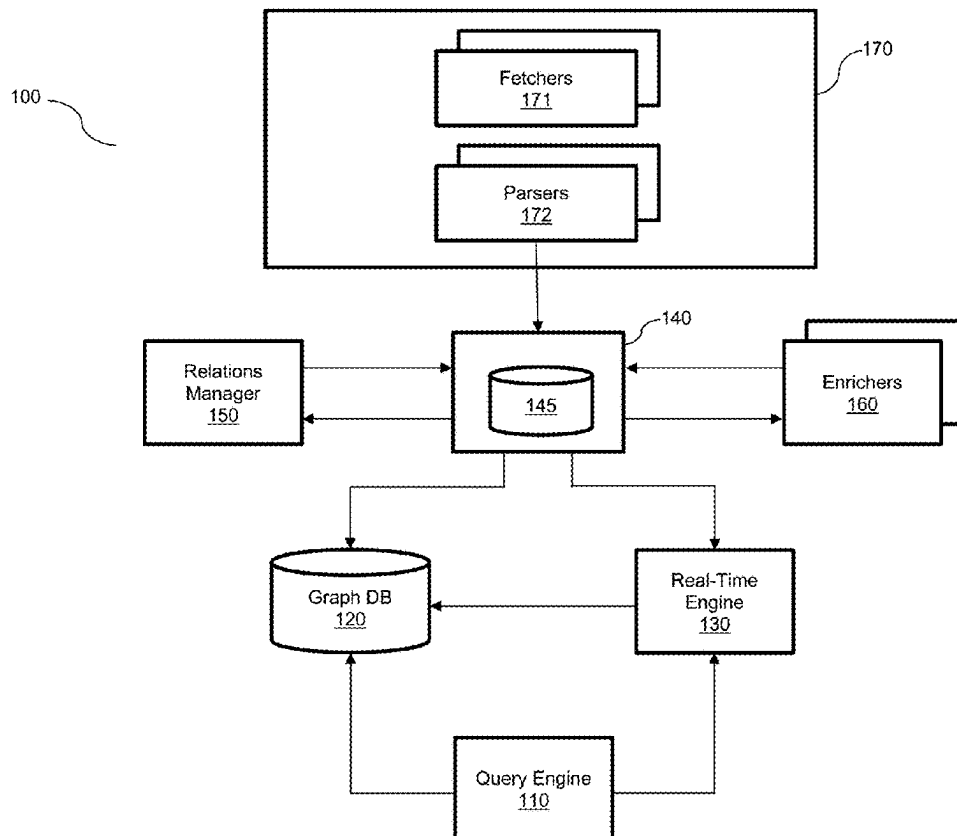 Fetchers
171
170
100
Parsers
172
140
Relations
Manager
150
145
Enrichers
160
Graph DB
120
Real-Time
Engine
130
Query Engine
110